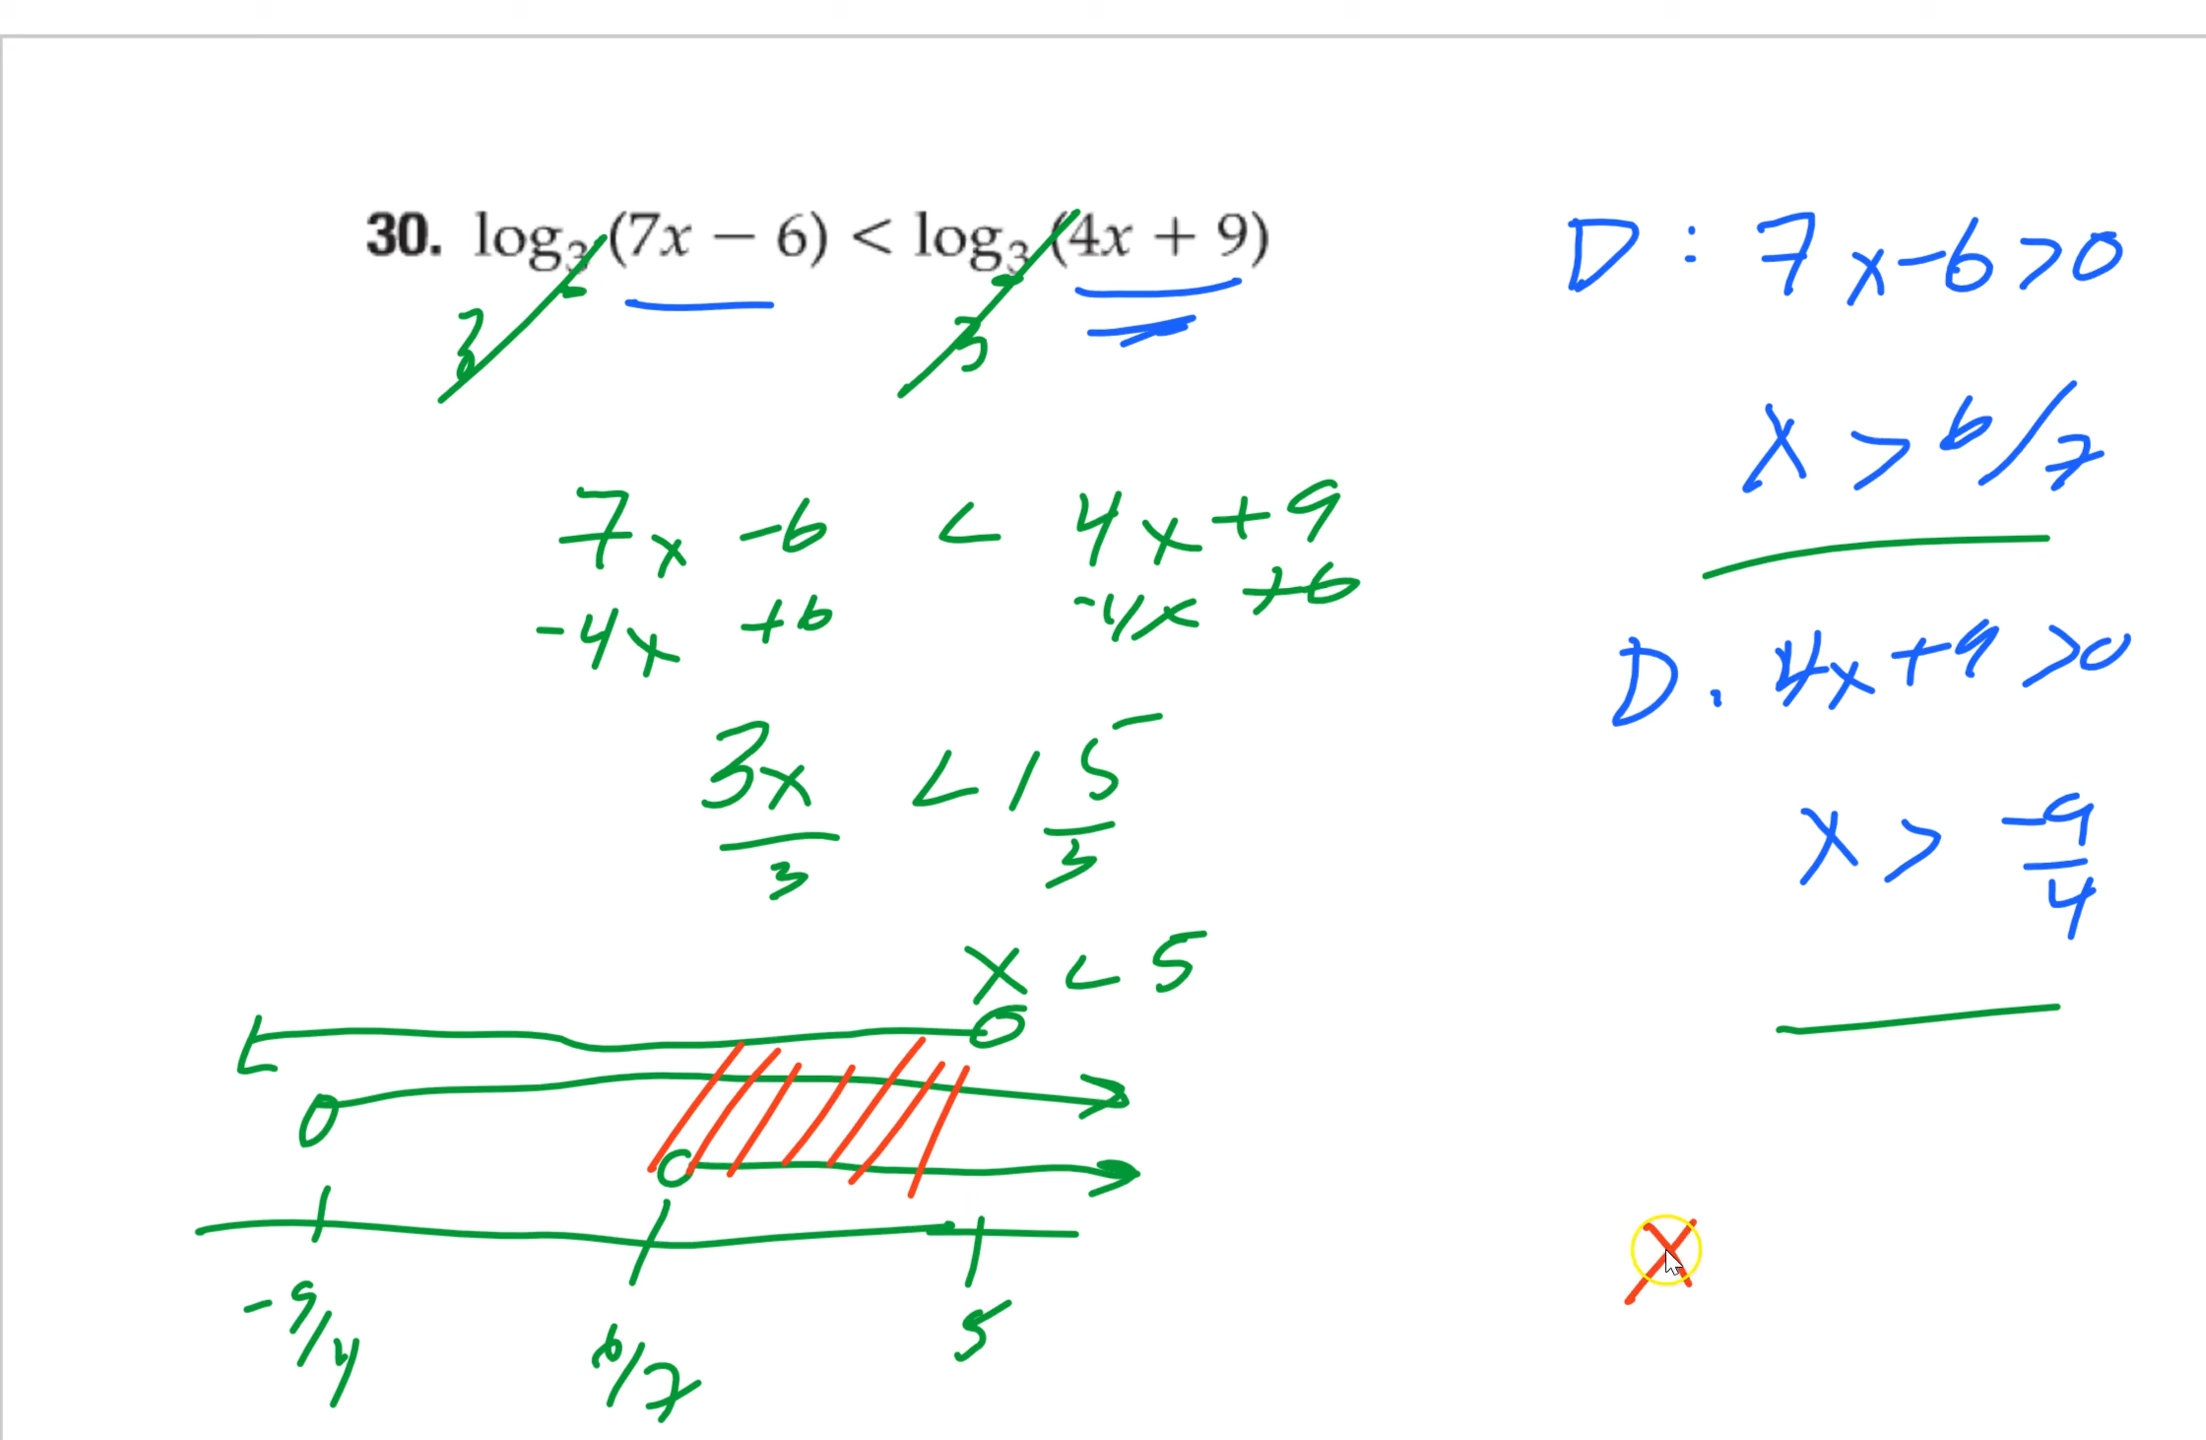 30. log₃ (7x − 6) < log₃ (4x + 9)
3 3
7x -6 < 4x+9
-4x +6 -4x +6
3x < 15
3 3
x < 5
-9/4 6/7 5
D: 7x-6>0
x > 6/7
D: 4x+9>0
x > -9/4
x